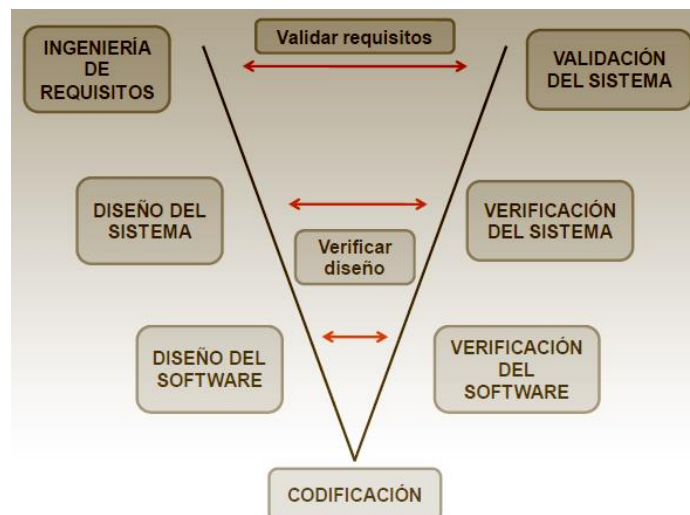 INGENIERÍA
DE
REQUISITOS
Validar requisitos
VALIDACIÓN
DEL SISTEMA
DISEÑO DEL
SISTEMA
Verificar
diseño
VERIFICACIÓN
DEL SISTEMA
DISEÑO DEL
SOFTWARE
VERIFICACIÓN
DEL
SOFTWARE
CODIFICACIÓN